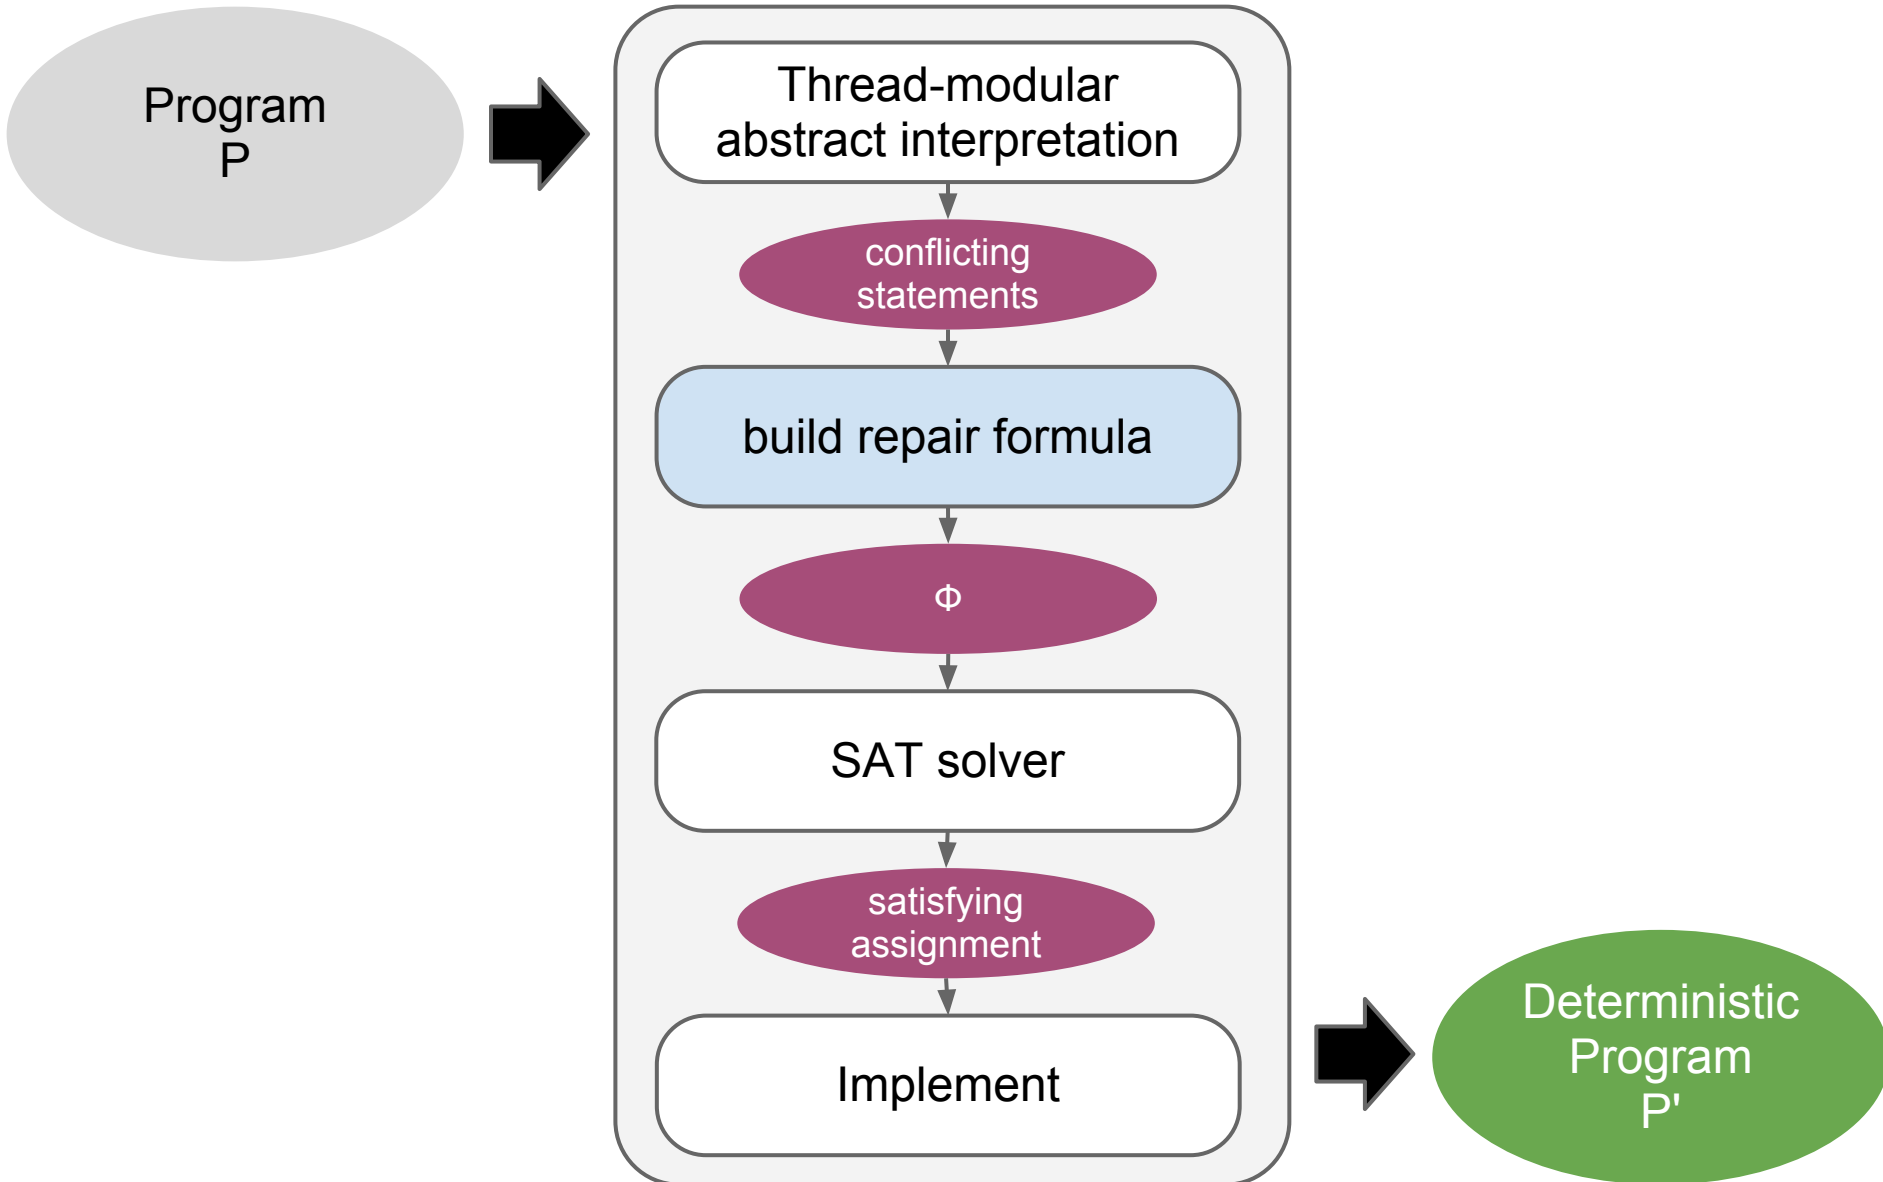 Program
P
Thread-modular
abstract interpretation
conflicting
statements
build repair formula
Φ
SAT solver
satisfying
assignment
Implement
Deterministic
Program
P'